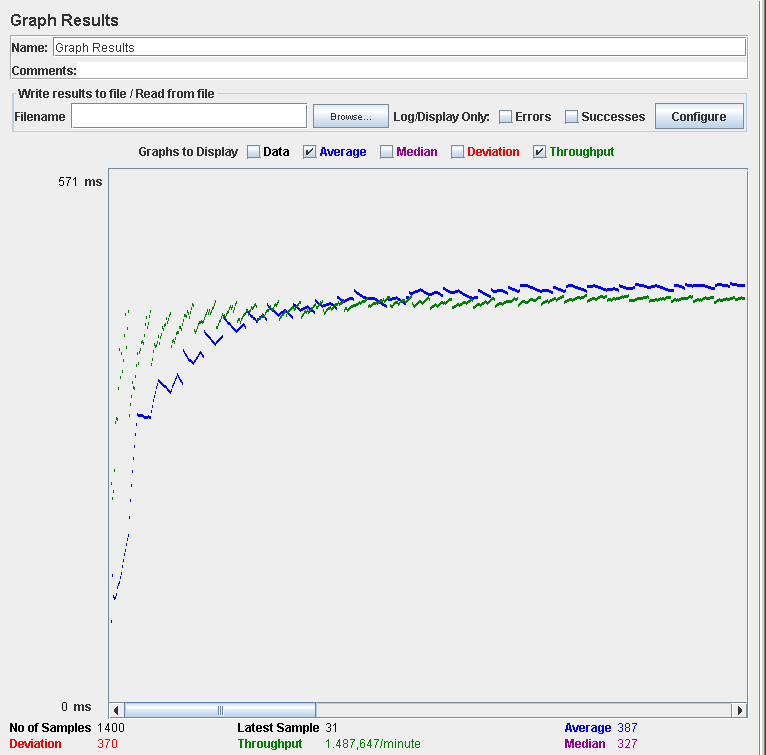 Graph Results
Name: Graph Results
Comments:
Write results to file / Read from file
Filename Browse... Log/Display Only: Errors Successes Configure
Graphs to Display Data Average Median Deviation Throughput
571 ms
0 ms
No of Samples 1400 Latest Sample 31 Average 387
Deviation 370 Throughput 1.487,647/minute Median 327